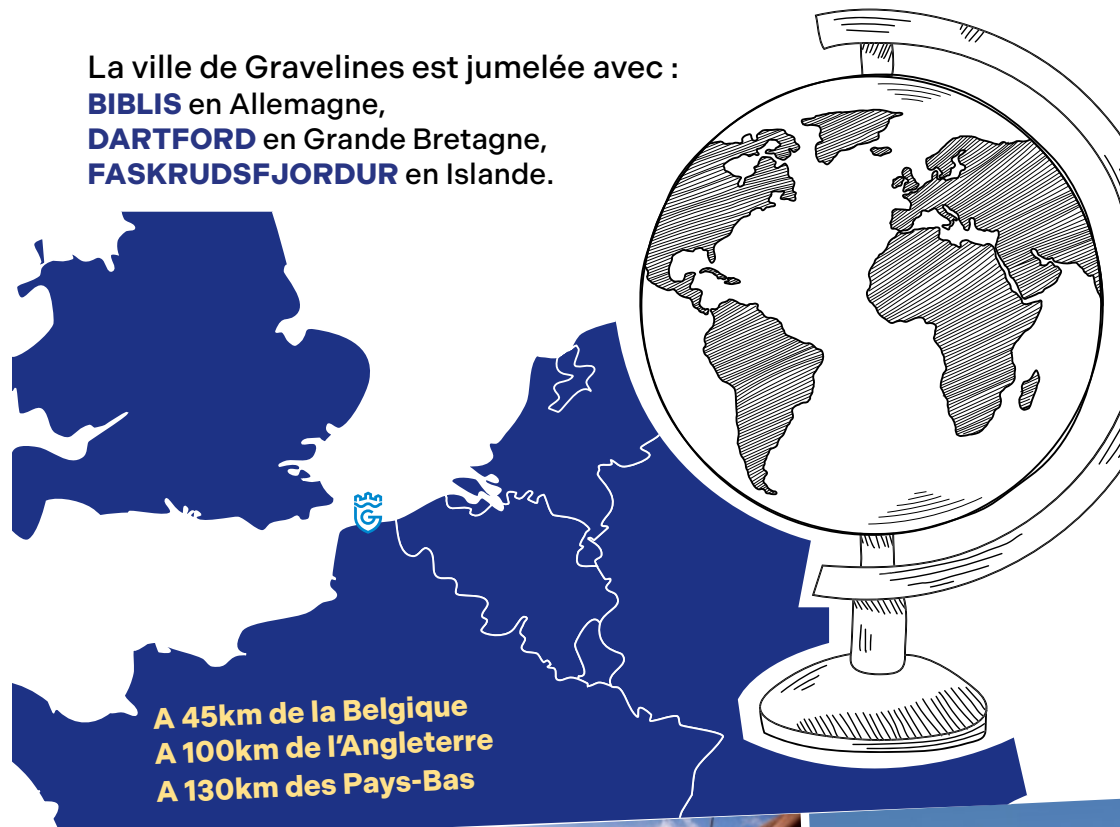 La ville de Gravelines est jumelée avec :
BIBLIS en Allemagne,
DARTFORD en Grande Bretagne,
FASKRUDSFJORDUR en Islande.
G
A 45km de la Belgique
A 100km de l'Angleterre
A 130km des Pays-Bas